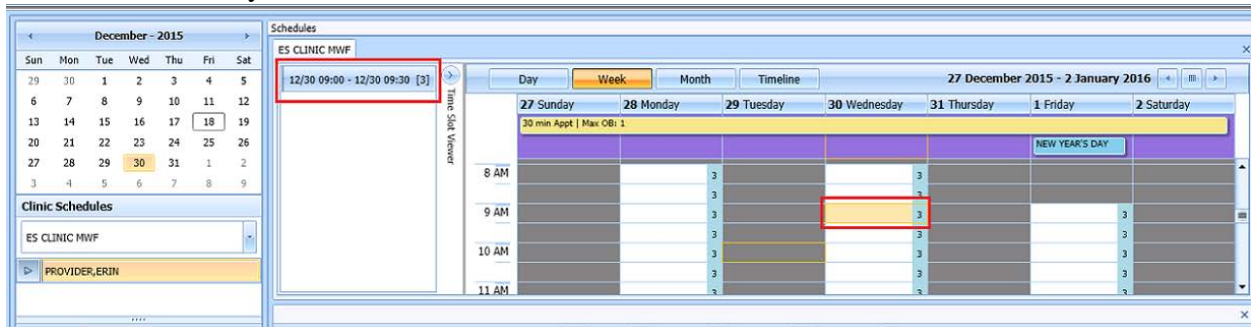 December - 2015
Sun Mon Tue Wed Thu Fri Sat
29 30 1 2 3 4 5
6 7 8 9 10 11 12
13 14 15 16 17 18 19
20 21 22 23 24 25 26
27 28 29 30 31 1 2
3 4 5 6 7 8 9
Clinic Schedules
ES CLINIC MWF
PROVIDER,ERIN
Schedules
ES CLINIC MWF
12/30 09:00 - 12/30 09:30 [3]
Time Slot Viewer
Day Week Month Timeline 27 December 2015 - 2 January 2016
27 Sunday 28 Monday 29 Tuesday 30 Wednesday 31 Thursday 1 Friday 2 Saturday
30 min Appt | Max OB: 1
NEW YEAR'S DAY
8 AM 3 3
3 3
9 AM 3 3 3
3 3 3
10 AM 3 3 3
3 3 3
11 AM 3 3 3